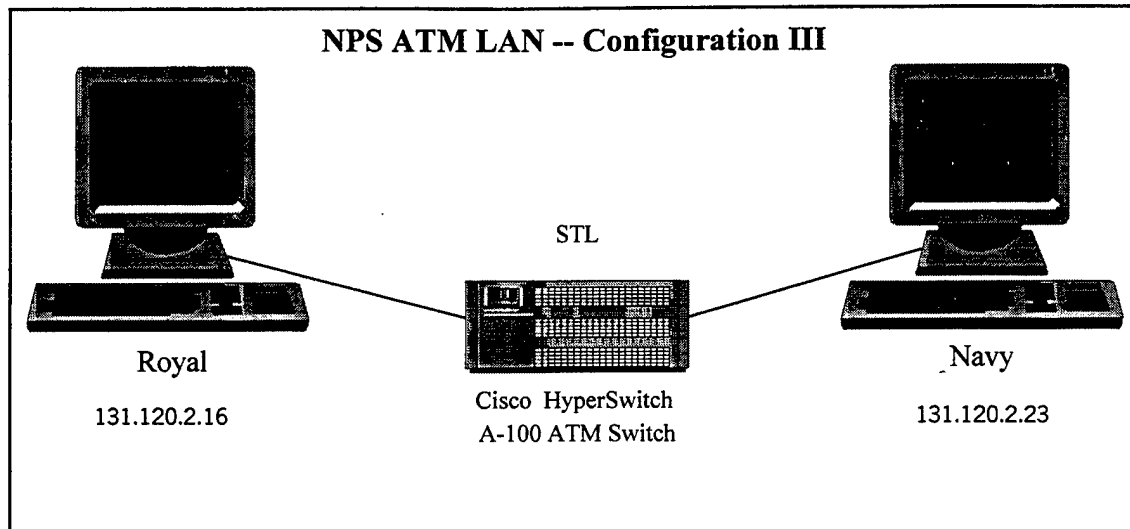 NPS ATM LAN -- Configuration III
STL
Royal
131.120.2.16
Cisco HyperSwitch
A-100 ATM Switch
Navy
131.120.2.23